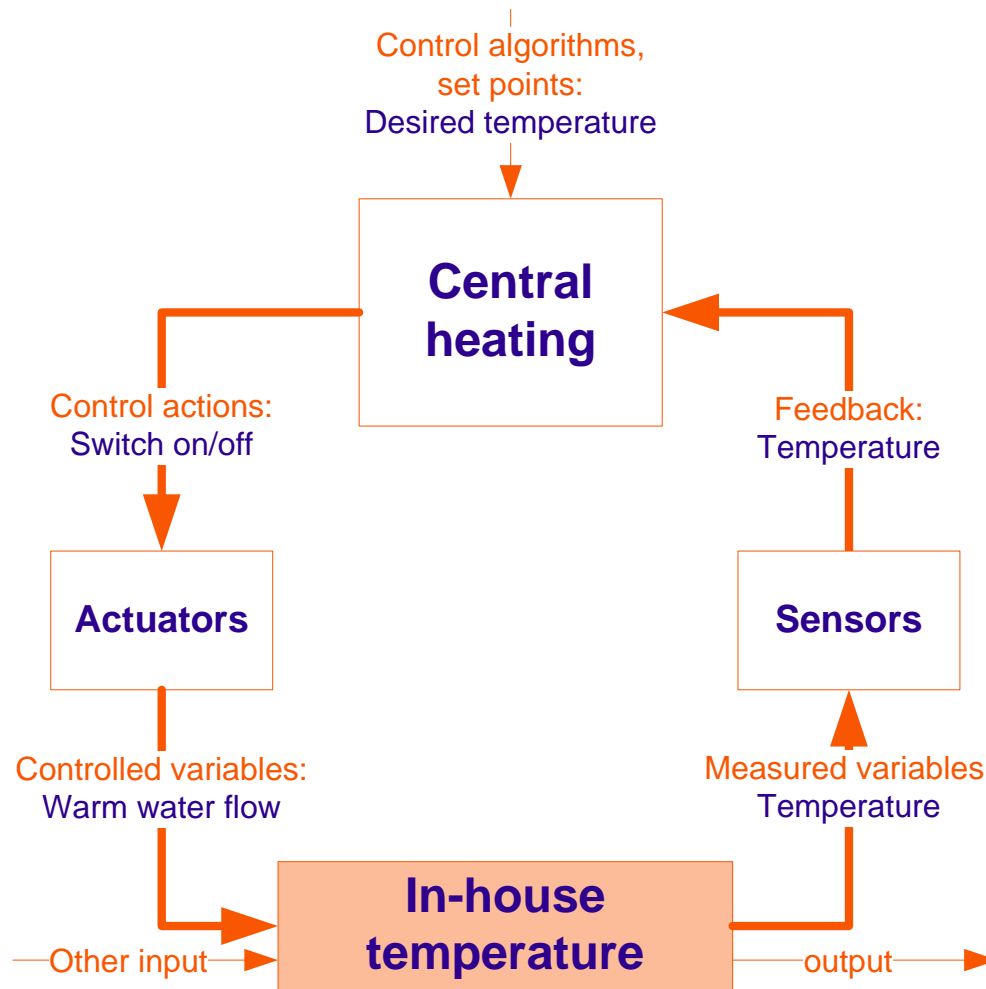 Control algorithms,
set points:
Desired temperature
Central
heating
Control actions:
Switch on/off
Feedback:
Temperature
Actuators
Sensors
Controlled variables:
Warm water flow
Measured variables
Temperature
In-house
temperature
Other input
output